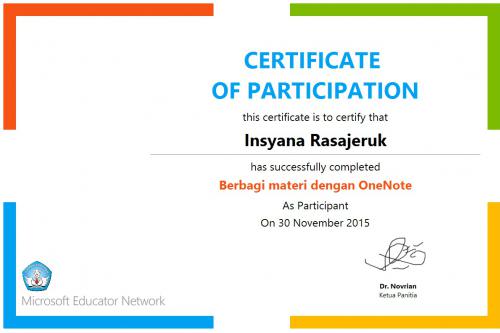 CERTIFICATE
OF PARTICIPATION
this certificate is to certify that
Insyana Rasajeruk
has successfully completed
Berbagi materi dengan OneNote
As Participant
On 30 November 2015
Dr. Novrian
Ketua Panitia
Microsoft Educator Network